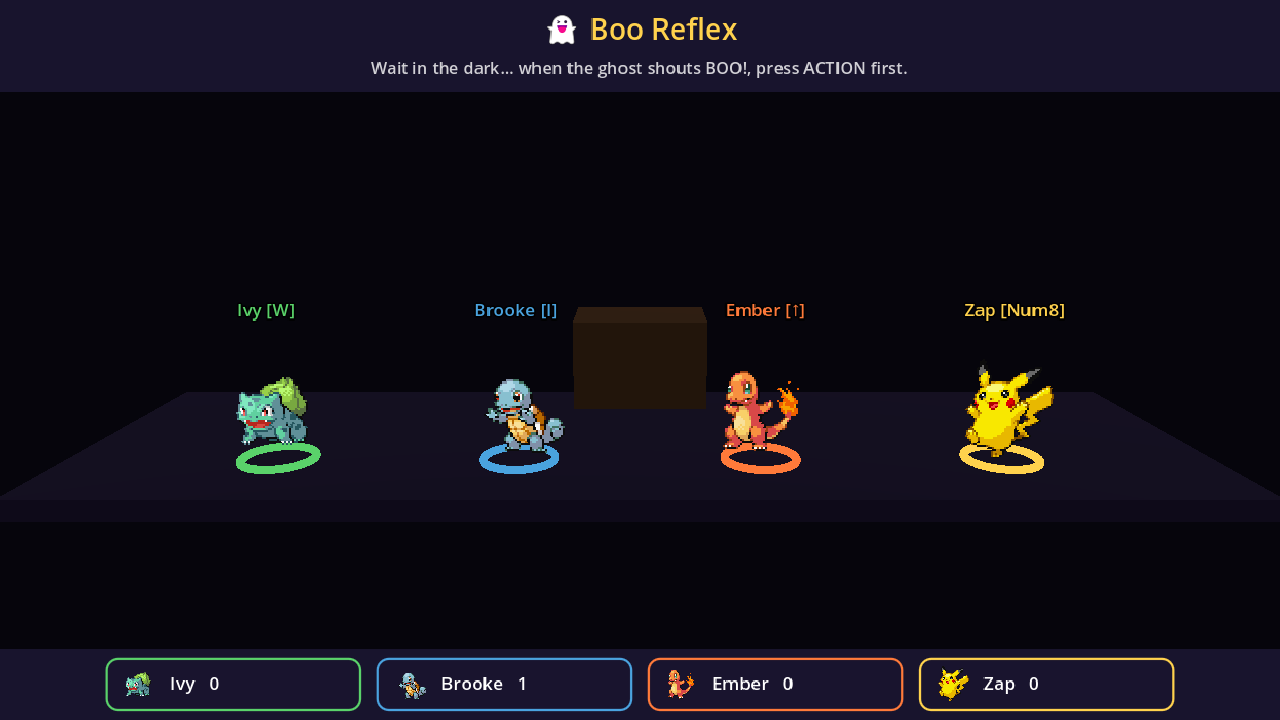 Boo Reflex
Wait in the dark... when the ghost shouts BOO!, press ACTION first.
Ivy [W]
Brooke [I]
Ember [↑]
Zap [Num8]
Ivy 0
Brooke 1
Ember 0
Zap 0